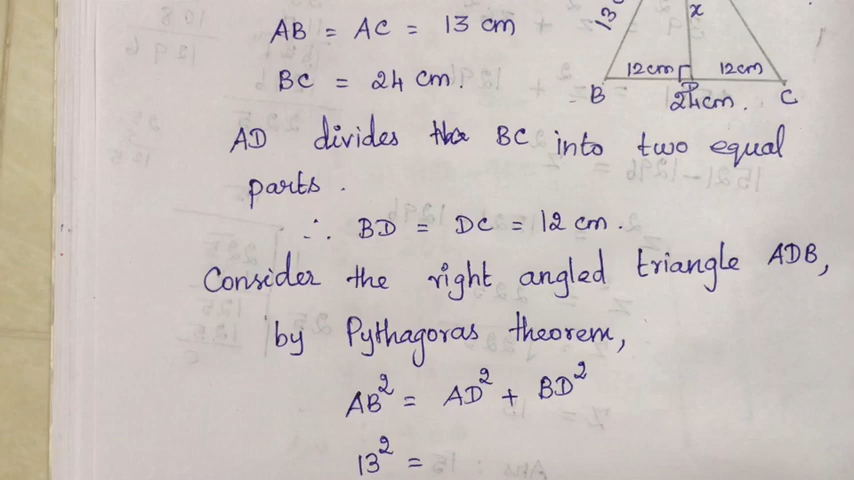 AB = AC = 13 cm
BC = 24 cm.
13
x
12cm
12cm
B
D
C
24cm.
AD divides the BC into two equal
parts.
∴ BD = DC = 12 cm.
Consider the right angled triangle ADB,
by Pythagoras theorem,
AB² = AD² + BD²
13² =